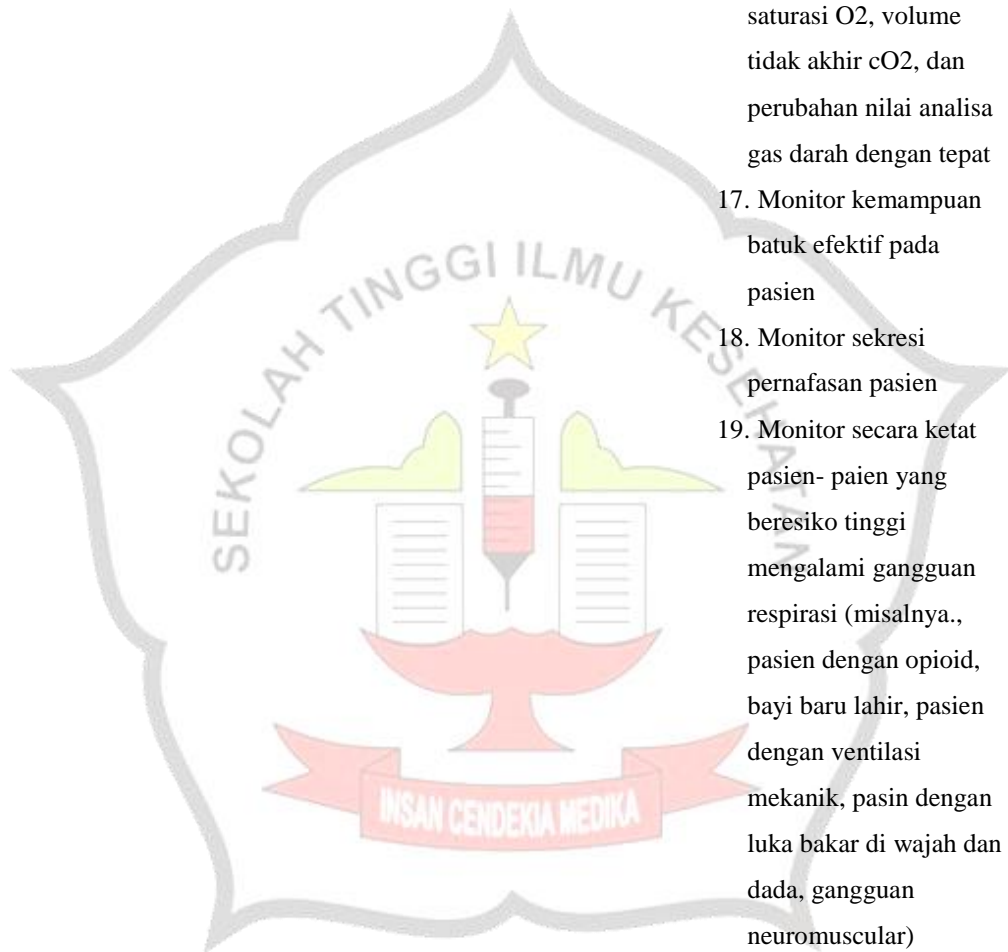 saturasi O2, volume
tidak akhir cO2, dan
perubahan nilai analisa
gas darah dengan tepat
17. Monitor kemampuan
batuk efektif pada
pasien
18. Monitor sekresi
pernafasan pasien
19. Monitor secara ketat
pasien- paien yang
beresiko tinggi
mengalami gangguan
respirasi (misalnya.,
pasien dengan opioid,
bayi baru lahir, pasien
dengan ventilasi
mekanik, pasin dengan
luka bakar di wajah dan
dada, gangguan
neuromuscular)
SEKOLAH TINGGI ILMU KESEHATAN
INSAN CENDEKIA MEDIKA